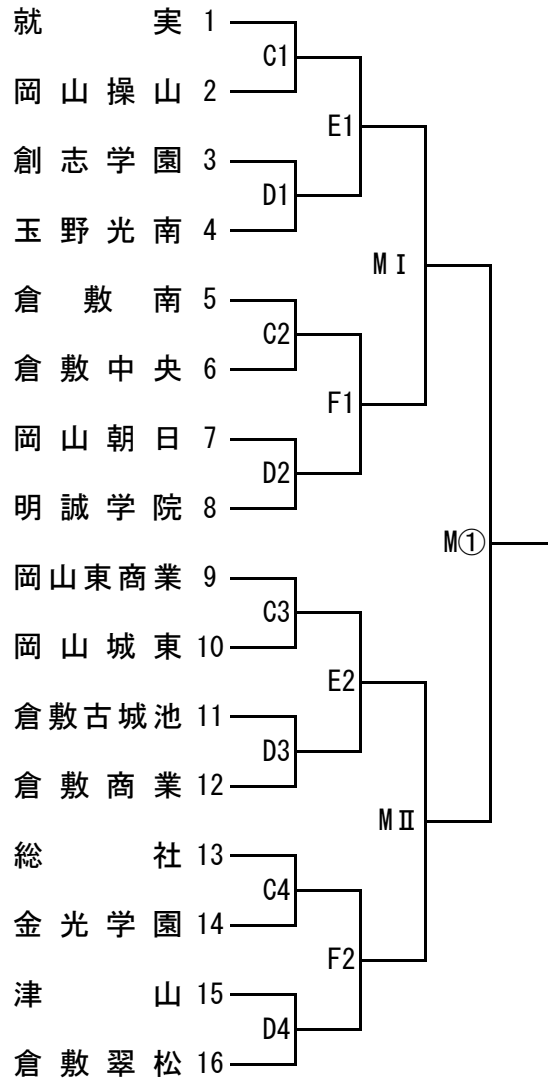 就実 1
C1
岡山操山 2
E1
創志学園 3
D1
玉野光南 4
MⅠ
倉敷南 5
C2
倉敷中央 6
F1
岡山朝日 7
D2
明誠学院 8
M①
岡山東商業 9
C3
岡山城東 10
E2
倉敷古城池 11
D3
倉敷商業 12
MⅡ
総社 13
C4
金光学園 14
F2
津山 15
D4
倉敷翠松 16